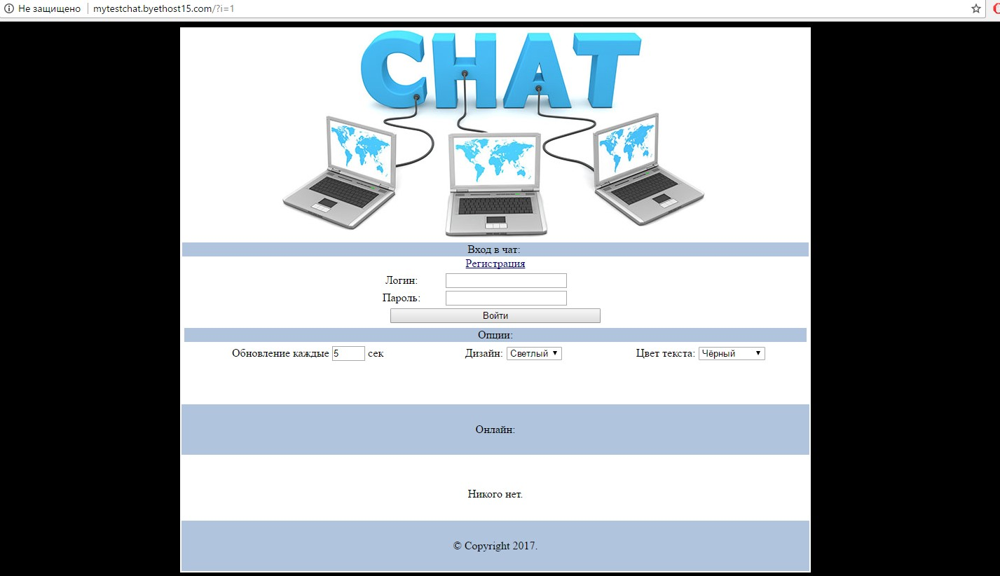 Не защищено mytestchat.byethost15.com/?i=1
CHAT
Вход в чат:
Регистрация
Логин:
Пароль:
Войти
Опции:
Обновление каждые 5 сек Дизайн: Светлый Цвет текста: Чёрный
Онлайн:
Никого нет.
© Copyright 2017.